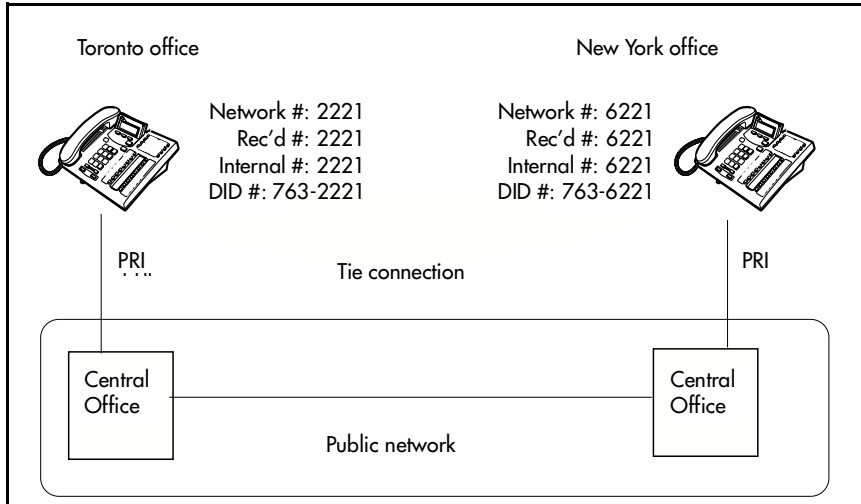 Toronto office
New York office
Network #: 2221
Rec'd #: 2221
Internal #: 2221
DID #: 763-2221
Network #: 6221
Rec'd #: 6221
Internal #: 6221
DID #: 763-6221
PRI
Tie connection
PRI
Central
Office
Central
Office
Public network